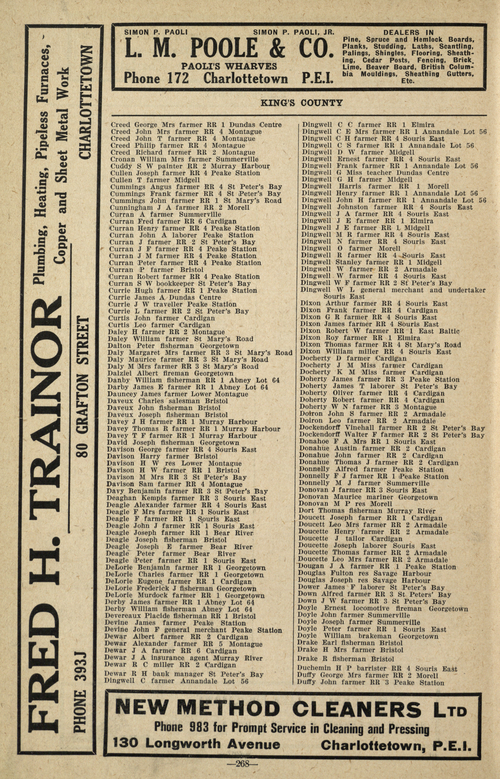 SIMON P. PAOLI SIMON P. PAOLI, JR.
L. M. POOLE & CO.
PAOLI'S WHARVES
Phone 172 Charlottetown P.E.I.
DEALERS IN
Pine, Spruce and Hemlock Boards,
Planks, Studding, Laths, Scantling,
Palings, Shingles, Flooring, Sheath-
ing, Cedar Posts, Fencing, Brick,
Lime, Beaver Board, British Colum-
bia Mouldings, Sheathing Gutters,
Etc.
FRED H. TRAINOR
Plumbing, Heating, Pipeless Furnaces,
Copper and Sheet Metal Work
PHONE 393J 80 GRAFTON STREET CHARLOTTETOWN
KING'S COUNTY
Creed George Mrs farmer RR 1 Dundas Centre
Creed John Mrs farmer RR 4 Montague
Creed John T farmer RR 4 Montague
Creed Philip farmer RR 4 Montague
Creed Richard farmer RR 2 Montague
Cronan William Mrs farmer Summerville
Cuddy S W painter RR 2 Murray Harbour
Cullen Joseph farmer RR 4 Peake Station
Cullen T farmer Midgell
Cummings Angus farmer RR 4 St Peter's Bay
Cummings Frank farmer RR 4 St Peter's Bay
Cummings John farmer RR 1 St Mary's Road
Cunningham J A farmer RR 2 Morell
Curran A farmer Summerville
Curran Fred farmer RR 6 Cardigan
Curran Henry farmer RR 4 Peake Station
Curran John A laborer Peake Station
Curran J farmer RR 2 St Peter's Bay
Curran J F farmer RR 4 Peake Station
Curran J M farmer RR 4 Peake Station
Curran Peter farmer RR 4 Peake Station
Curran P farmer Bristol
Curran Robert farmer RR 4 Peake Station
Curran S W bookkeeper St Peter's Bay
Currie Hugh farmer RR 1 Peake Station
Currie James A Dundas Centre
Currie J W traveller Peake Station
Currie L farmer RR 2 St Peter's Bay
Curtis John farmer Cardigan
Curtis Leo farmer Cardigan
Daley H farmer RR 2 Montague
Daley William farmer St Mary's Road
Dalton Peter fisherman Georgetown
Daly Margaret Mrs farmer RR 3 St Mary's Road
Daly Maurice farmer RR 3 St Mary's Road
Daly M Mrs farmer RR 3 St Mary's Road
Dalziel Albert fireman Georgetown
Danby William fisherman RR 1 Abney Lot 64
Darby James R farmer RR 1 Abney Lot 64
Dauncey James farmer Lower Montague
Daveux Charles salesman Bristol
Daveux John fisherman Bristol
Daveux Joseph fisherman Bristol
Davey J H farmer RR 1 Murray Harbour
Davey Thomas R farmer RR 1 Murray Harbour
Davey T F farmer RR 1 Murray Harbour
David Joseph fisherman Georgetown
Davison George farmer RR 4 Souris East
Davison Harry farmer Bristol
Davison H W res Lower Montague
Davison H W farmer RR 1 Bristol
Davison M Mrs RR 3 St Peter's Bay
Davison Sam farmer RR 4 Montague
Davy Benjamin farmer RR 3 St Peter's Bay
Deaghan Kempis farmer RR 3 Souris East
Deagle Alexander farmer RR 4 Souris East
Deagle F Mrs farmer RR 1 Souris East
Deagle F farmer RR 1 Souris East
Deagle John J farmer RR 1 Souris East
Deagle Joseph farmer RR 1 Bear River
Deagle Joseph fisherman Bristol
Deagle Joseph R farmer Bear River
Deagle Peter farmer Bear River
Deagle Peter farmer RR 1 Souris East
DeLorie Benjamin farmer RR 1 Georgetown
DeLorie Charles farmer RR 1 Georgetown
DeLorie Eugene farmer RR 1 Cardigan
DeLorie Frederick J fisherman Georgetown
DeLorie Murdock farmer RR 1 Georgetown
Derby James farmer RR 1 Abney Lot 64
Derby William fisherman Abney Lot 64
Devereaux Placide fisherman RR 1 Bristol
Devine James farmer Peake Station
Devine John P general merchant Peake Station
Dewar Albert farmer RR 2 Cardigan
Dewar Alexander farmer RR 5 Montague
Dewar J A farmer RR 6 Cardigan
Dewar J A insurance agent Murray River
Dewar R C miller RR 2 Cardigan
Dewar R H bank manager St Peter's Bay
Dingwell C farmer Annandale Lot 56
Dingwell C C farmer RR 1 Elmira
Dingwell C E Mrs farmer RR 1 Annandale Lot 56
Dingwell C H farmer RR 4 Souris East
Dingwell C S farmer RR 1 Annandale Lot 56
Dingwell D W farmer Midgell
Dingwell Ernest farmer RR 4 Souris East
Dingwell Frank farmer RR 1 Annandale Lot 56
Dingwell G Miss teacher Dundas Centre
Dingwell G H farmer Midgell
Dingwell Harris farmer RR 1 Morell
Dingwell Henry farmer RR 1 Annandale Lot 56
Dingwell John H farmer RR 1 Annandale Lot 56
Dingwell Johnston farmer RR 4 Souris East
Dingwell J A farmer RR 4 Souris East
Dingwell J E farmer RR 1 Elmira
Dingwell J E farmer RR 1 Midgell
Dingwell M R farmer RR 4 Souris East
Dingwell N farmer RR 4 Souris East
Dingwell O farmer Morell
Dingwell R farmer RR 4 Souris East
Dingwell Stanley farmer RR 1 Midgell
Dingwell W farmer RR 2 Armadale
Dingwell W farmer RR 4 Souris East
Dingwell W F farmer RR 2 St Peter's Bay
Dingwell W L general merchant and undertaker
Souris East
Dixon Arthur farmer RR 4 Souris East
Dixon Frank farmer RR 4 Cardigan
Dixon G R farmer RR 4 Souris East
Dixon James farmer RR 4 Souris East
Dixon Robert W farmer RR 1 East Baltic
Dixon Roy farmer RR 1 Elmira
Dixon Thomas farmer RR 4 St Mary's Road
Dixon William miller RR 4 Souris East
Docherty D farmer Cardigan
Docherty J M Miss farmer Cardigan
Docherty K M Miss farmer Cardigan
Doherty James farmer RR 3 Peake Station
Doherty James T laborer St Peter's Bay
Doherty Oliver farmer RR 4 Cardigan
Doherty Robert farmer RR 4 Cardigan
Doherty W N farmer RR 3 Montague
Doiron John S farmer RR 2 Armadale
Doiron Leo farmer RR 2 Armadale
Dockendorff Vinehall farmer RR 2 St Peter's Bay
Dockendorff Walter F farmer RR 2 St Peter's Bay
Donahoe F A Mrs RR 1 Souris East
Donahue Austin farmer RR 2 Cardigan
Donahue John farmer RR 2 Cardigan
Donahue Thomas J farmer RR 2 Cardigan
Donnelly Alfred farmer Peake Station
Donnelly F J farmer RR 1 Peake Station
Donnelly M J farmer Summerville
Donovan J farmer RR 3 Souris East
Donovan Maurice mariner Georgetown
Donovan M P res Morell
Dort Thomas fisherman Murray River
Doucett Joseph farmer RR 1 Cardigan
Doucett Leo Mrs farmer RR 2 Armadale
Doucette Henry farmer RR 2 Armadale
Doucette J tailor Cardigan
Doucette Joseph laborer Souris East
Doucette Thomas farmer RR 2 Armadale
Doucette Leo Mrs farmer RR 2 Armadale
Dougan J A farmer RR 1 Peake Station
Douglas Fulton res Savage Harbour
Douglas Joseph res Savage Harbour
Dower James F laborer St Peter's Bay
Down Alfred farmer RR 3 St Peter's Bay
Down J W farmer RR 3 St Peter's Bay
Doyle Ernest locomotive fireman Georgetown
Doyle John farmer Summerville
Doyle Joseph farmer Summerville
Doyle Peter farmer RR 1 Souris East
Doyle William brakeman Georgetown
Drake Earl fisherman Bristol
Drake H Mrs farmer Bristol
Drake R fisherman Bristol
Duchemin H P barrister RR 4 Souris East
Duffy George Mrs farmer RR 2 Morell
Duffy John farmer RR 3 Peake Station
NEW METHOD CLEANERS LTD
Phone 983 for Prompt Service in Cleaning and Pressing
130 Longworth Avenue Charlottetown, P.E.I.
—268—